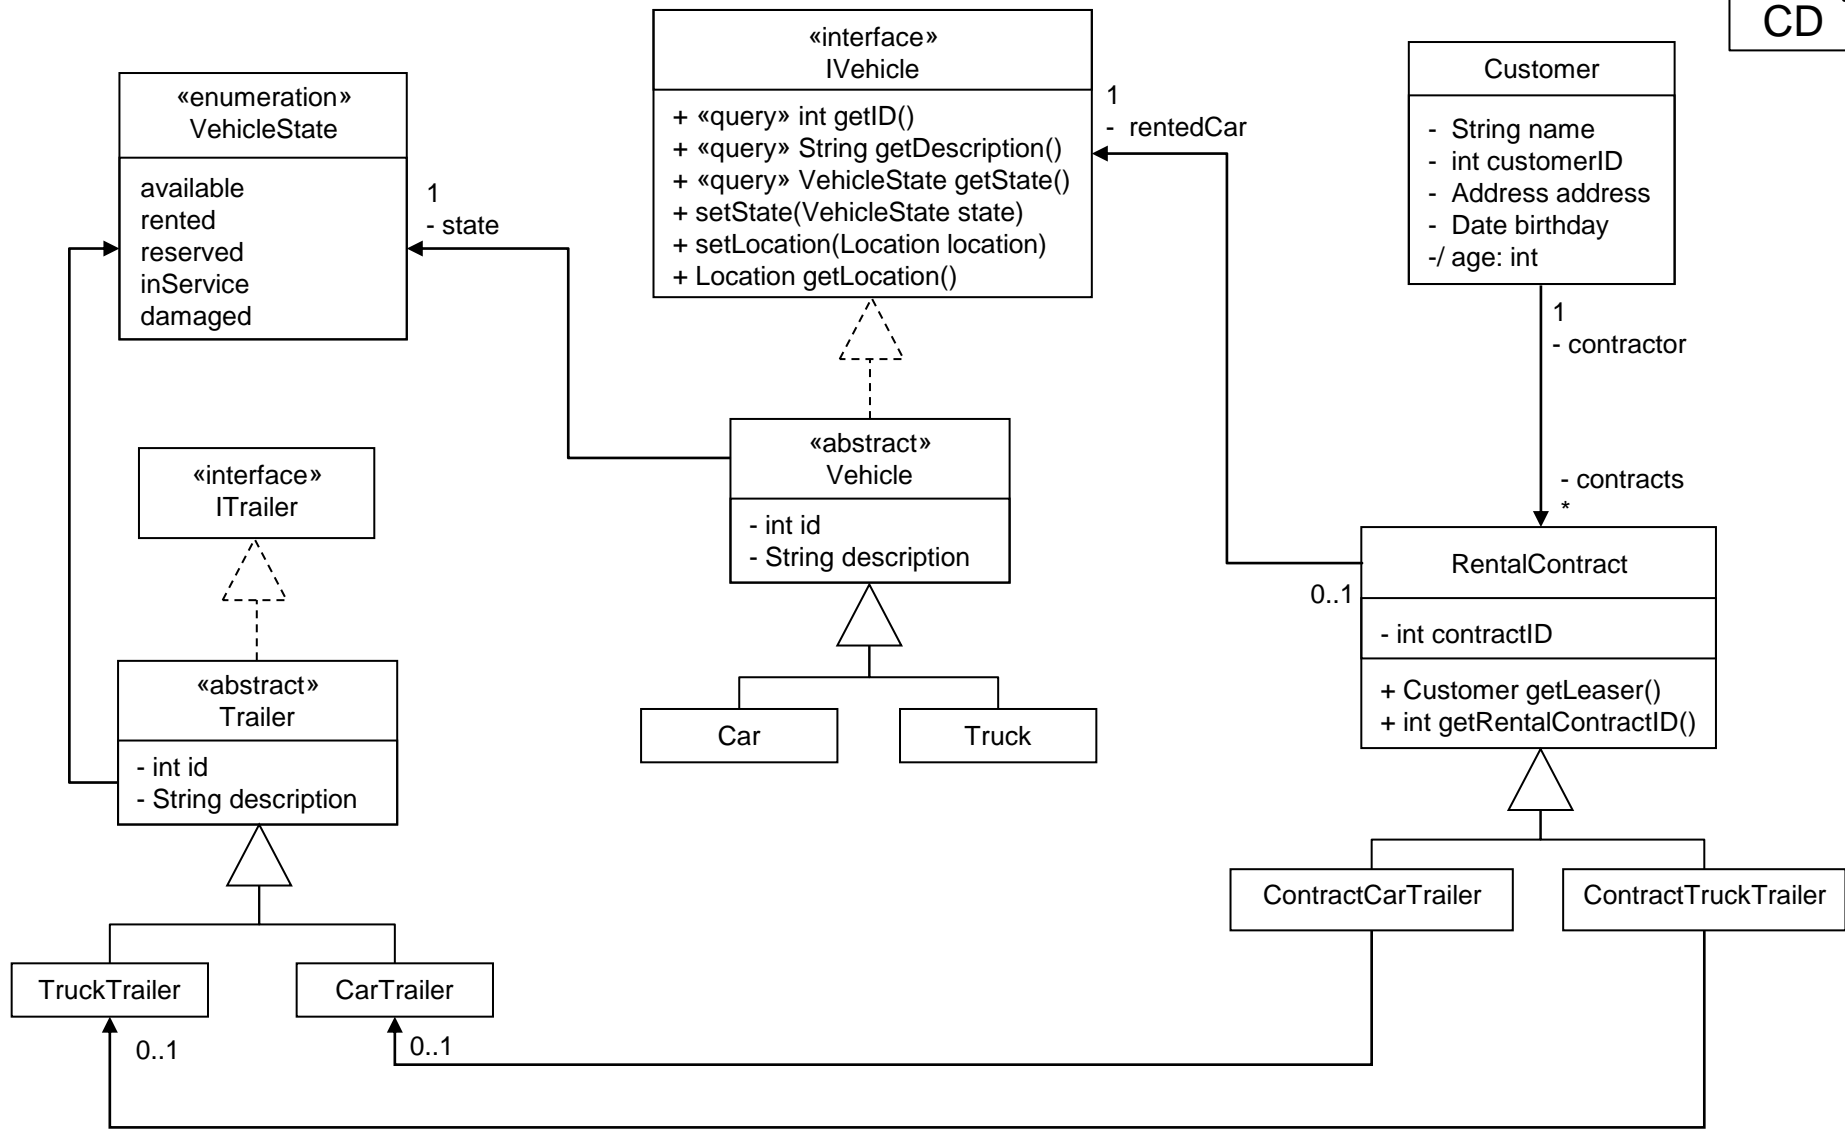 CD
«interface»
IVehicle
+ «query» int getID()
+ «query» String getDescription()
+ «query» VehicleState getState()
+ setState(VehicleState state)
+ setLocation(Location location)
+ Location getLocation()
«enumeration»
VehicleState
available
rented
reserved
inService
damaged
1
- state
1
- rentedCar
Customer
- String name
- int customerID
- Address address
- Date birthday
-/ age: int
1
- contractor
- contracts
*
«interface»
ITrailer
«abstract»
Vehicle
- int id
- String description
RentalContract
- int contractID
+ Customer getLeaser()
+ int getRentalContractID()
0..1
«abstract»
Trailer
- int id
- String description
Car
Truck
ContractCarTrailer
ContractTruckTrailer
TruckTrailer
CarTrailer
0..1
0..1